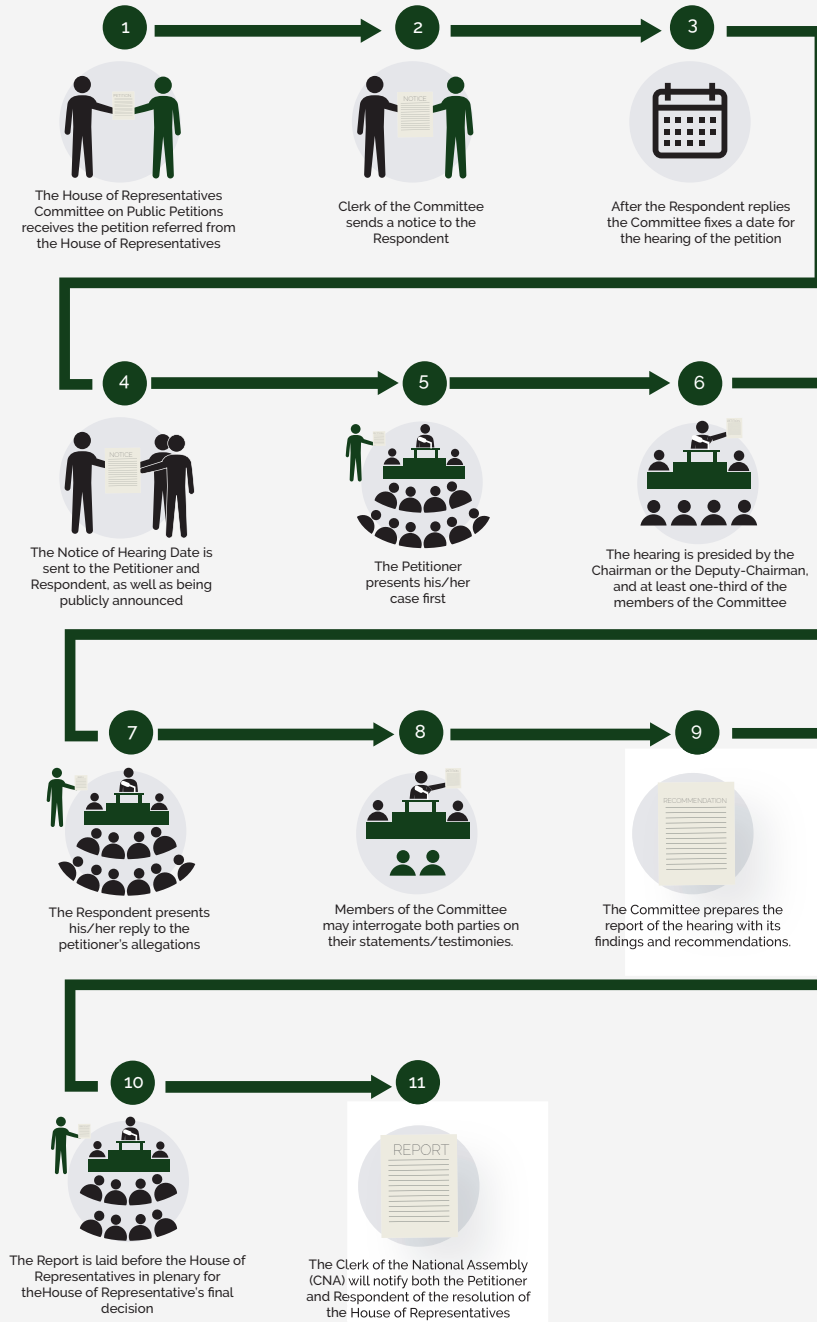 1
2
3
PETITION
NOTICE
The House of Representatives
Committee on Public Petitions
receives the petition referred from
the House of Representatives
Clerk of the Committee
sends a notice to the
Respondent
After the Respondent replies
the Committee fixes a date for
the hearing of the petition
4
5
6
NOTICE
The Notice of Hearing Date is
sent to the Petitioner and
Respondent, as well as being
publicly announced
The Petitioner
presents his/her
case first
The hearing is presided by the
Chairman or the Deputy-Chairman,
and at least one-third of the
members of the Committee
7
8
9
RECOMMENDATION
The Respondent presents
his/her reply to the
petitioner's allegations
Members of the Committee
may interrogate both parties on
their statements/testimonies.
The Committee prepares the
report of the hearing with its
findings and recommendations.
10
11
REPORT
The Report is laid before the House of
Representatives in plenary for
theHouse of Representative's final
decision
The Clerk of the National Assembly
(CNA) will notify both the Petitioner
and Respondent of the resolution of
the House of Representatives